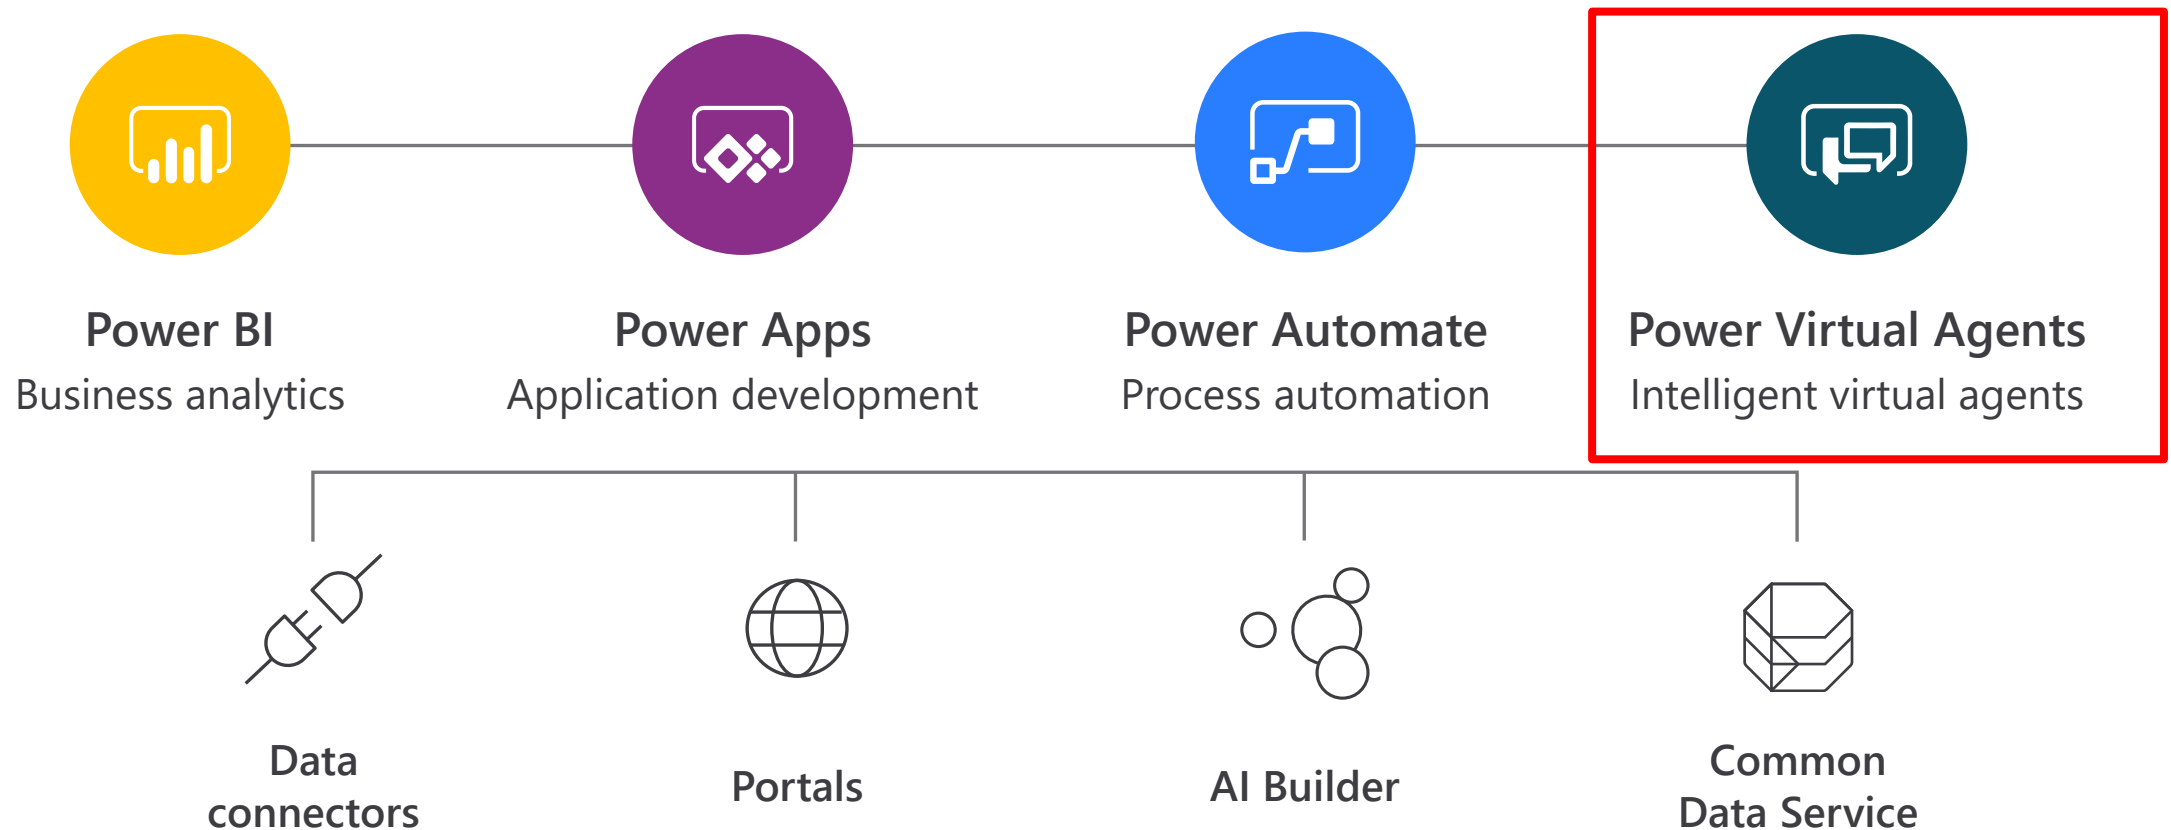 Power BI
Business analytics
Power Apps
Application development
Power Automate
Process automation
Power Virtual Agents
Intelligent virtual agents
Data
connectors
Portals
AI Builder
Common
Data Service